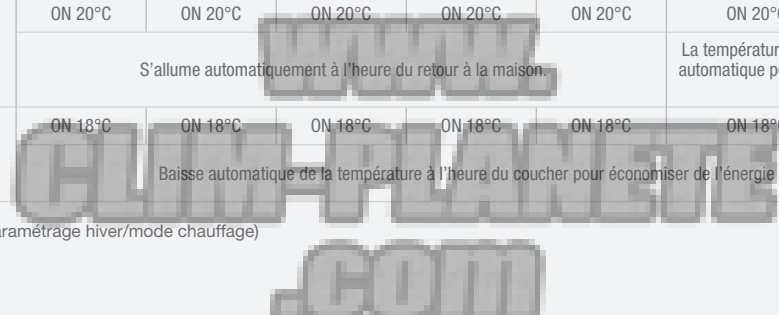 ON 20°C ON 20°C ON 20°C ON 20°C ON 20°C ON 20°
La températur
S'allume automatiquement à l'heure du retour à la maison.
automatique p
ON 18°C ON 18°C ON 18°C ON 18°C ON 18°C ON 18°
Baisse automatique de la température à l'heure du coucher pour économiser de l'énergie
aramétrage hiver/mode chauffage)
www.
CLIM-PLANETE
.com